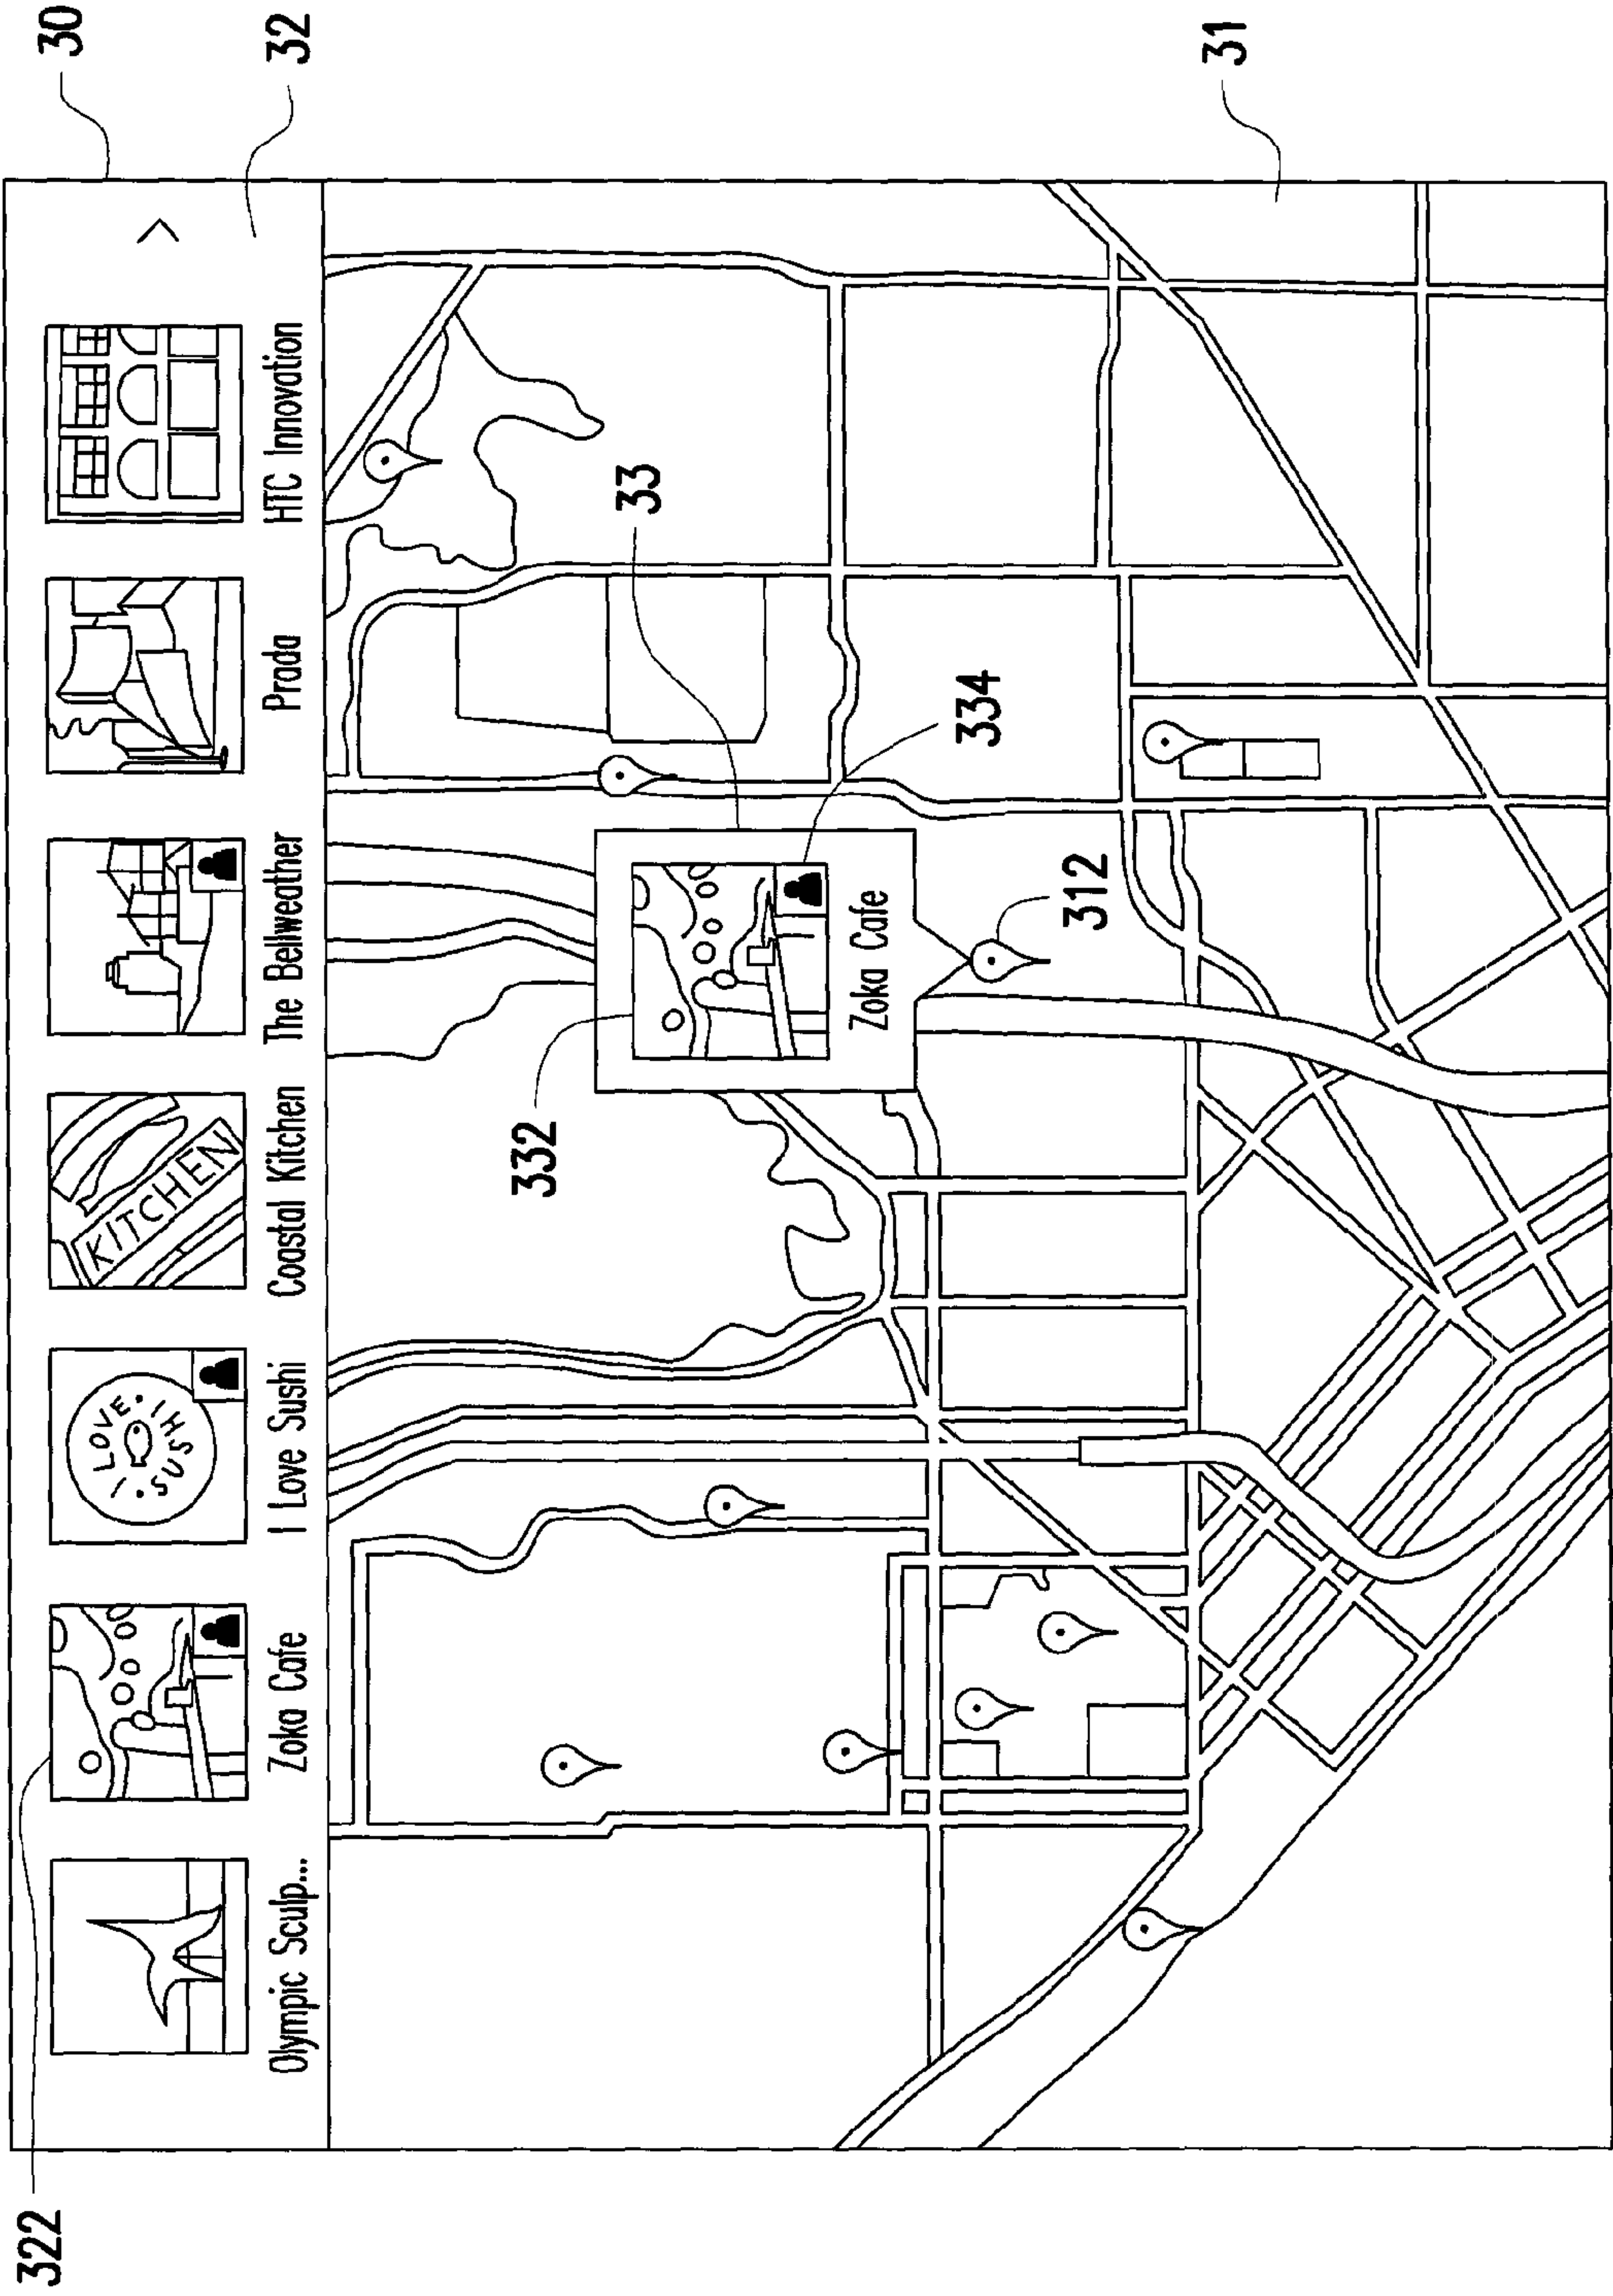 30
32
322
KITCHEN
I LOVE
SUSHI
Olympic Sculp...
Zoka Cafe
I Love Sushi
Coastal Kitchen
The Bellweather
Prada
HTC Innovation
33
332
334
Zoka Cafe
312
31